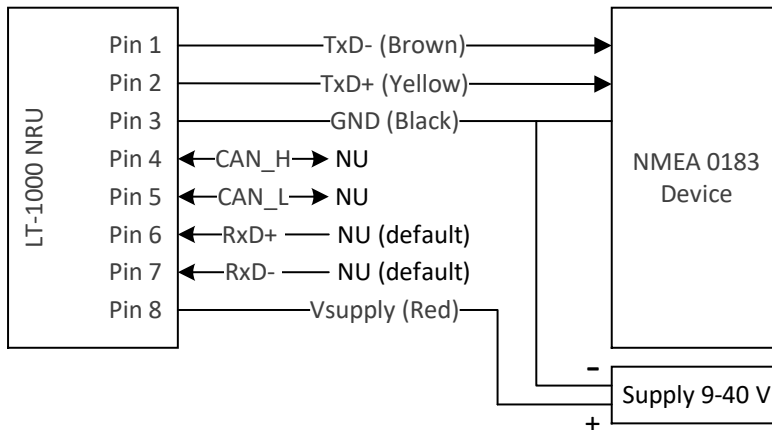 LT-1000 NRU
Pin 1 TxD- (Brown)
Pin 2 TxD+ (Yellow)
Pin 3 GND (Black)
Pin 4 CAN_H NU
Pin 5 CAN_L NU
Pin 6 RxD+ NU (default)
Pin 7 RxD- NU (default)
Pin 8 Vsupply (Red)
NMEA 0183
Device
-
Supply 9-40 V
+